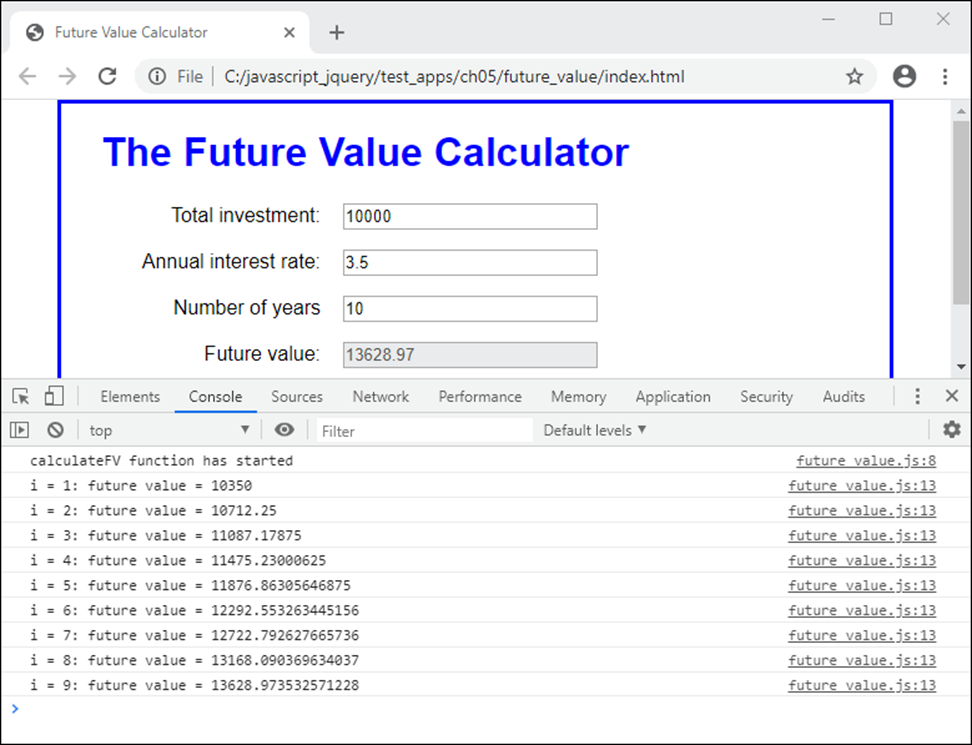 Future Value Calculator
File C:/javascript_jquery/test_apps/ch05/future_value/index.html
The Future Value Calculator
Total investment: 10000
Annual interest rate: 3.5
Number of years 10
Future value: 13628.97
Elements Console Sources Network Performance Memory Application Security Audits
top Filter Default levels
calculateFV function has started future_value.js:8
i = 1: future value = 10350 future_value.js:13
i = 2: future value = 10712.25 future_value.js:13
i = 3: future value = 11087.17875 future_value.js:13
i = 4: future value = 11475.23000625 future_value.js:13
i = 5: future value = 11876.86305646875 future_value.js:13
i = 6: future value = 12292.553263445156 future_value.js:13
i = 7: future value = 12722.792627665736 future_value.js:13
i = 8: future value = 13168.090369634037 future_value.js:13
i = 9: future value = 13628.973532571228 future_value.js:13